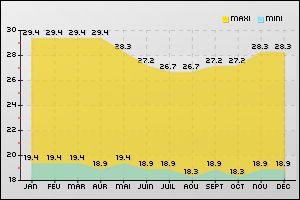 MAXI MINI
30
29.4 29.4 29.4 29.4 28.3 27.2 26.7 26.7 27.2 27.2 28.3 28.3
28
26
24
22
20
19.4 19.4 19.4 18.9 19.4 18.9 18.9 18.3 18.9 18.3 18.9 18.9
18
JAN FÉV MAR AVR MAI JUIN JUIL AOU SEPT OCT NOV DÉC